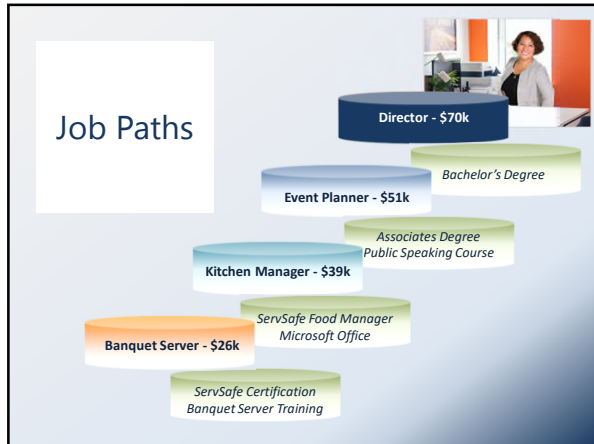 Job Paths
Director - $70k
Bachelor's Degree
Event Planner - $51k
Associates Degree
Public Speaking Course
Kitchen Manager - $39k
ServSafe Food Manager
Microsoft Office
Banquet Server - $26k
ServSafe Certification
Banquet Server Training